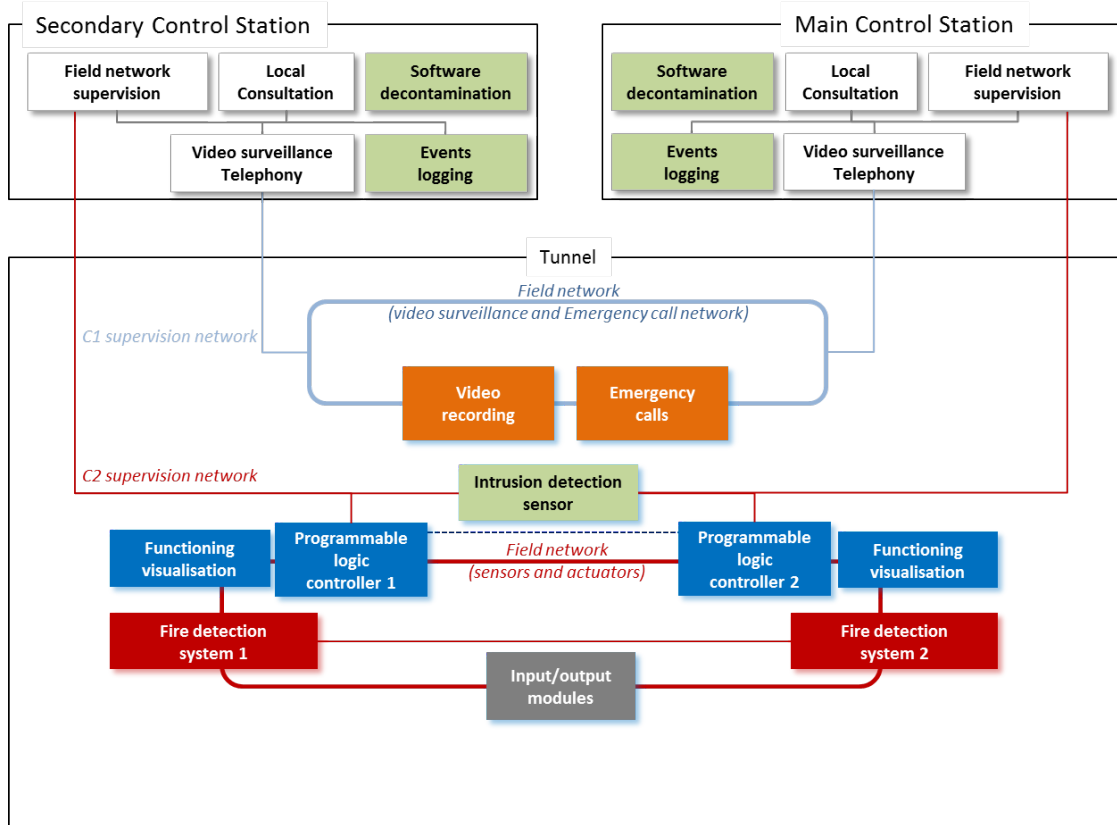 Secondary Control Station
Main Control Station
Field network
supervision
Local
Consultation
Software
decontamination
Video surveillance
Telephony
Events
logging
Software
decontamination
Local
Consultation
Field network
supervision
Events
logging
Video surveillance
Telephony
Tunnel
Field network
(video surveillance and Emergency call network)
C1 supervision network
Video
recording
Emergency
calls
C2 supervision network
Intrusion detection
sensor
Functioning
visualisation
Programmable
logic
controller 1
Field network
(sensors and actuators)
Programmable
logic
controller 2
Functioning
visualisation
Fire detection
system 1
Fire detection
system 2
Input/output
modules